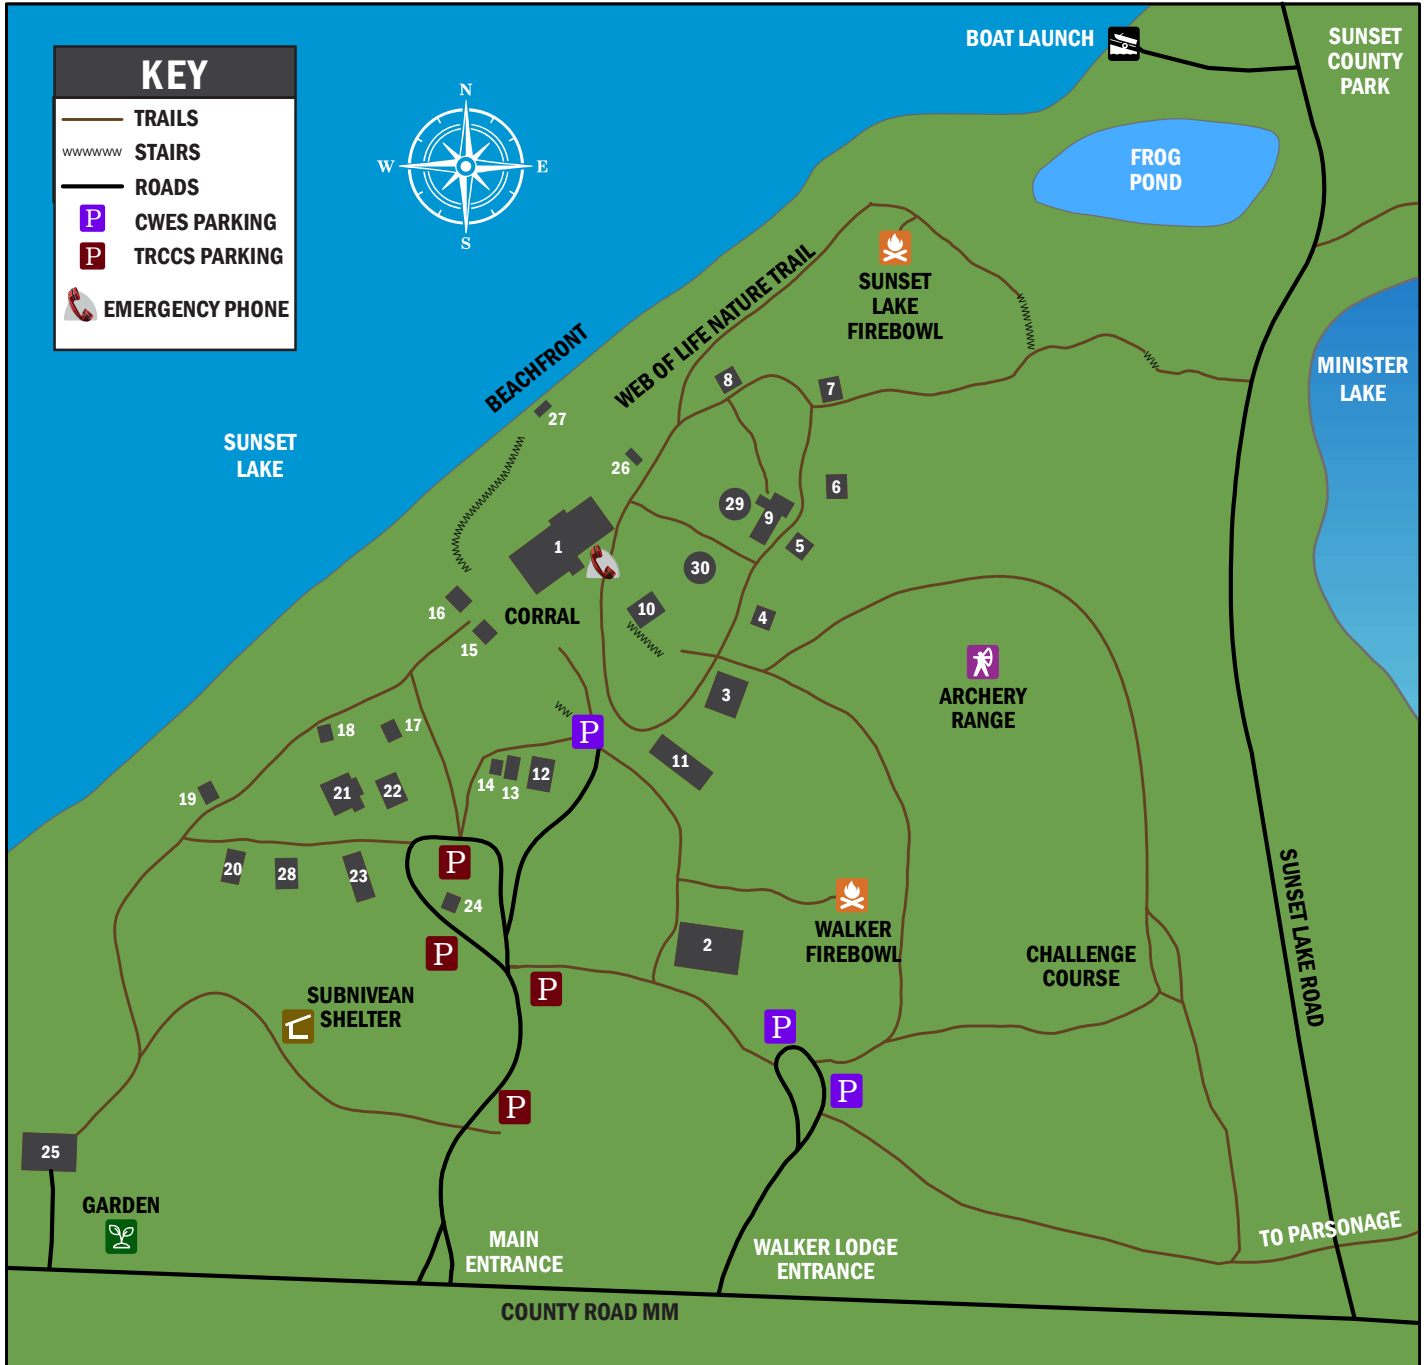 BOAT LAUNCH
SUNSET
COUNTY
PARK
KEY
TRAILS
wwwwww STAIRS
ROADS
P CWES PARKING
P TRCCS PARKING
EMERGENCY PHONE
N
W
E
S
FROG
POND
SUNSET
LAKE
FIREBOWL
WEB OF LIFE NATURE TRAIL
BEACHFRONT
MINISTER
LAKE
SUNSET
LAKE
8
7
27
26
6
29
9
5
1
30
10
4
16
CORRAL
15
3
ARCHERY
RANGE
18
17
P
11
12
14
13
19
21
22
P
20
28
23
24
SUNSET LAKE ROAD
2
WALKER
FIREBOWL
P
CHALLENGE
COURSE
P
SUBNIVEAN
SHELTER
P
P
P
25
GARDEN
MAIN
ENTRANCE
WALKER LODGE
ENTRANCE
TO PARSONAGE
COUNTY ROAD MM